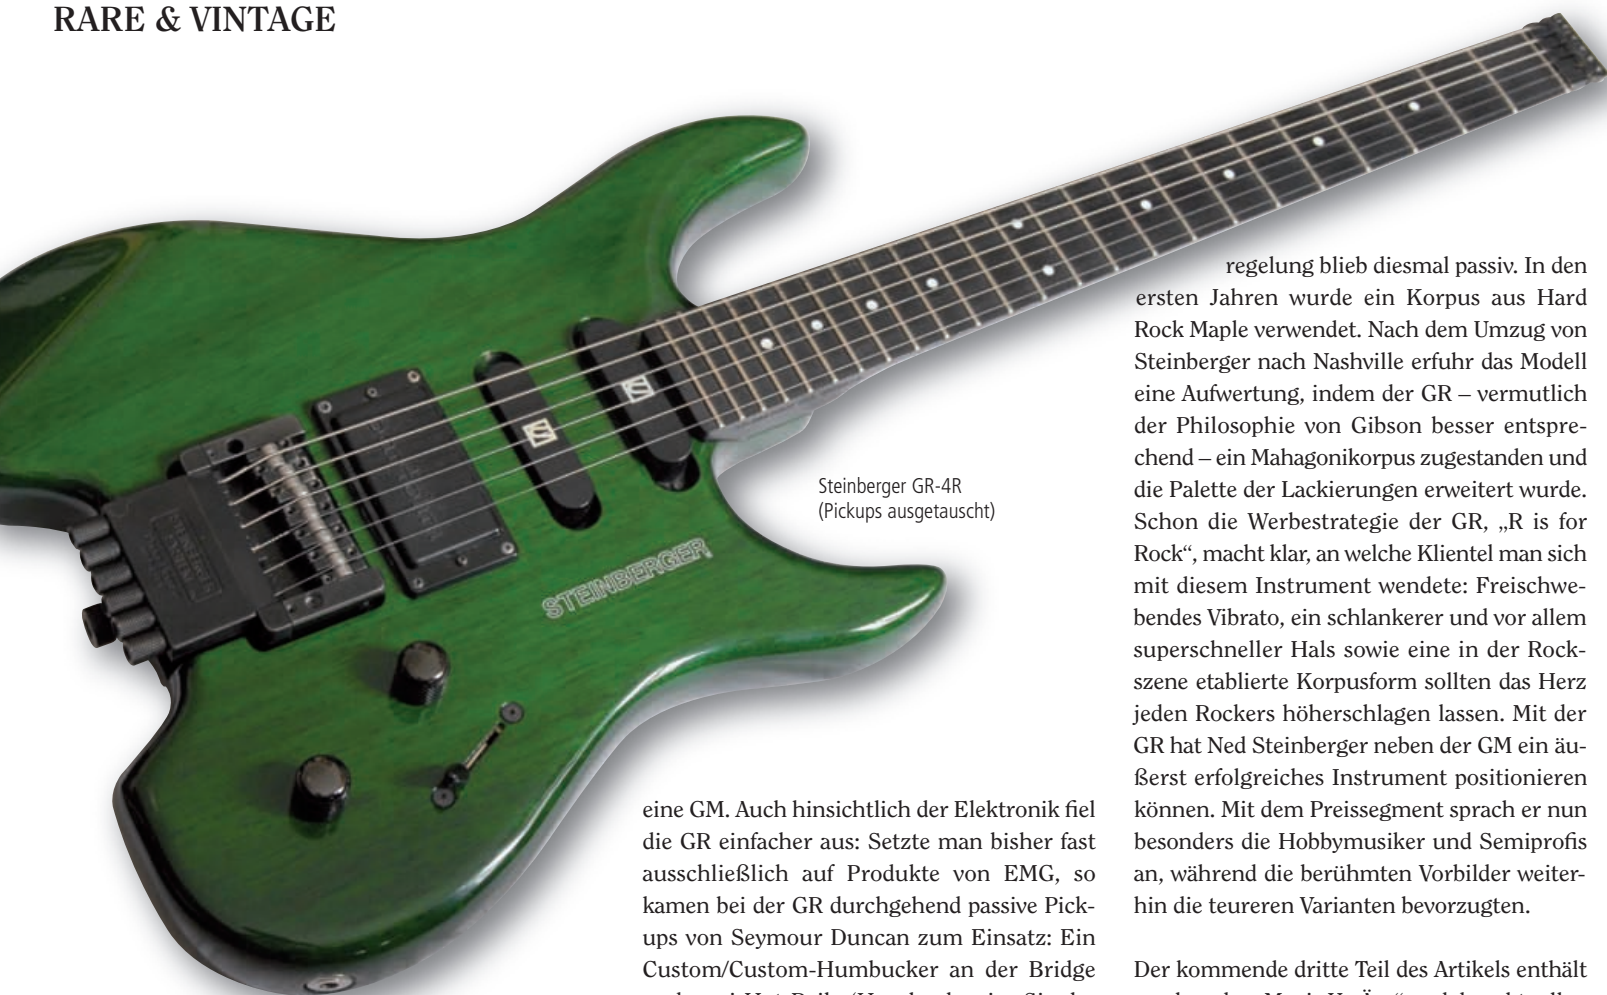 RARE & VINTAGE
STEINBERGER
Steinberger GR-4R
(Pickups ausgetauscht)
eine GM. Auch hinsichtlich der Elektronik fiel
die GR einfacher aus: Setzte man bisher fast
ausschließlich auf Produkte von EMG, so
kamen bei der GR durchgehend passive Pick-
ups von Seymour Duncan zum Einsatz: Ein
Custom/Custom-Humbucker an der Bridge
regelung blieb diesmal passiv. In den
ersten Jahren wurde ein Korpus aus Hard
Rock Maple verwendet. Nach dem Umzug von
Steinberger nach Nashville erfuhr das Modell
eine Aufwertung, indem der GR – vermutlich
der Philosophie von Gibson besser entspre-
chend – ein Mahagonikorpus zugestanden und
die Palette der Lackierungen erweitert wurde.
Schon die Werbestrategie der GR, „R is for
Rock“, macht klar, an welche Klientel man sich
mit diesem Instrument wendete: Freischwe-
bendes Vibrato, ein schlankerer und vor allem
superschneller Hals sowie eine in der Rock-
szene etablierte Korpusform sollten das Herz
jeden Rockers höherschlagen lassen. Mit der
GR hat Ned Steinberger neben der GM ein äu-
ßerst erfolgreiches Instrument positionieren
können. Mit dem Preissegment sprach er nun
besonders die Hobbymusiker und Semiprofis
an, während die berühmten Vorbilder weiter-
hin die teureren Varianten bevorzugten.
Der kommende dritte Teil des Artikels enthält